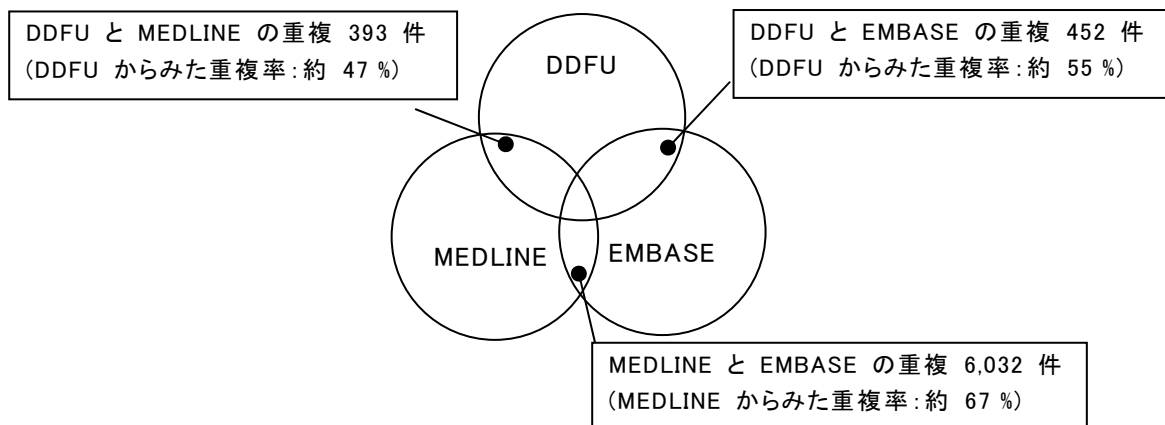 DDFU と MEDLINE の重複 393 件
(DDFU からみた重複率:約 47 %)
DDFU と EMBASE の重複 452 件
(DDFU からみた重複率:約 55 %)
DDFU
MEDLINE
EMBASE
MEDLINE と EMBASE の重複 6,032 件
(MEDLINE からみた重複率:約 67 %)